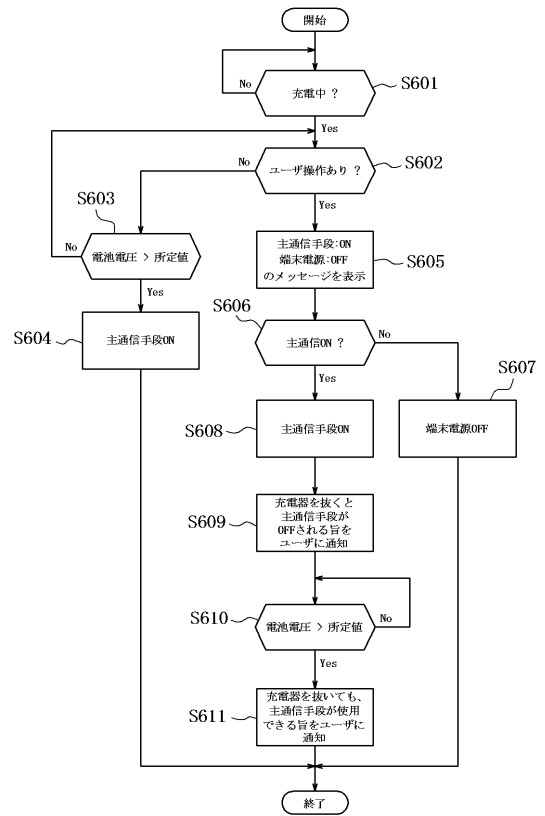 開始
No
充電中 ?
S601
Yes
No
ユーザ操作あり ?
S602
Yes
S603
No
電池電圧 > 所定値
Yes
主通信手段:ON
端末電源:OFF
のメッセージを表示
S605
S604
主通信手段ON
S606
主通信ON ?
No
Yes
S607
端末電源OFF
S608
主通信手段ON
S609
充電器を抜くと
主通信手段が
OFFされる旨を
ユーザに通知
S610
電池電圧 > 所定値
No
Yes
S611
充電器を抜いても、
主通信手段が使用
できる旨をユーザに
通知
終了